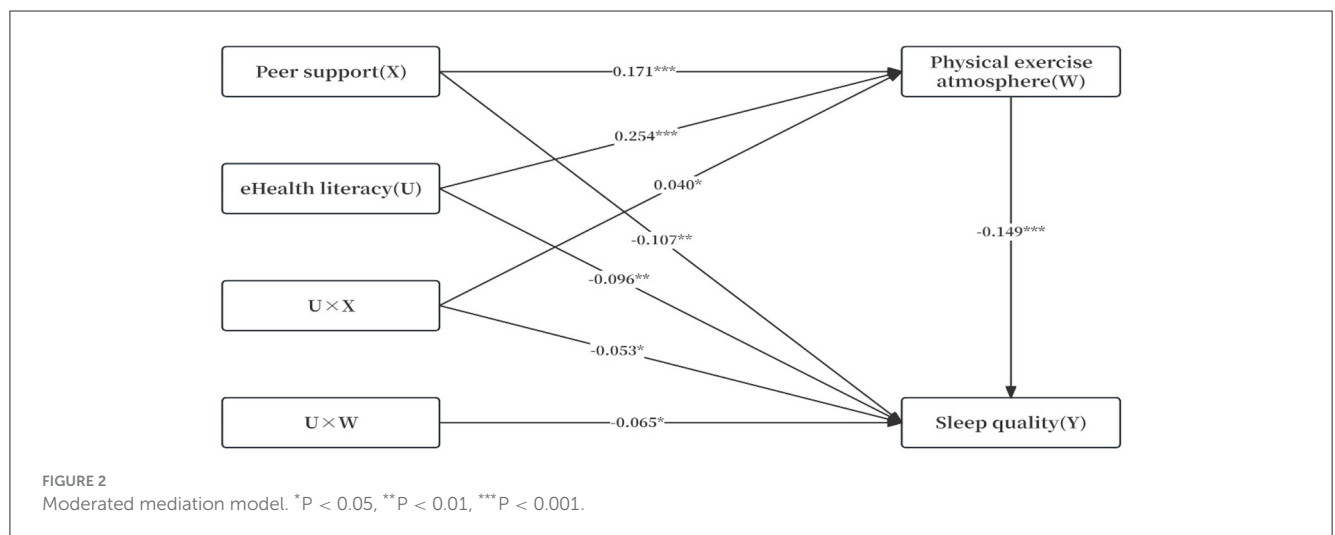 Peer support(X)
0.171***
Physical exercise
atmosphere(W)
0.254***
eHealth literacy(U)
0.040*
-0.107**
-0.149***
-0.096**
U×X
-0.053*
U×W
-0.065*
Sleep quality(Y)
FIGURE 2
Moderated mediation model. *P < 0.05, **P < 0.01, ***P < 0.001.